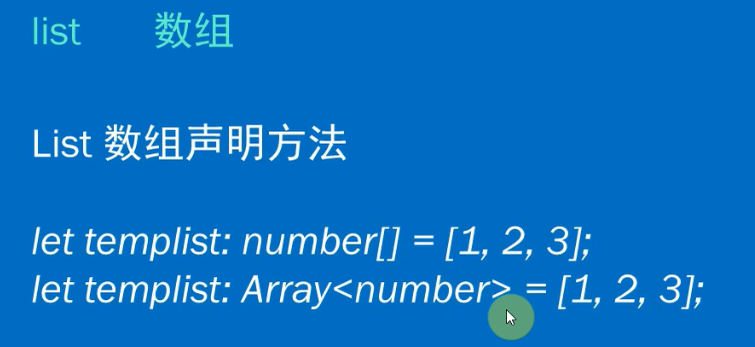 list 数组
List 数组声明方法
let templist: number[] = [1, 2, 3];
let templist: Array<number> = [1, 2, 3];